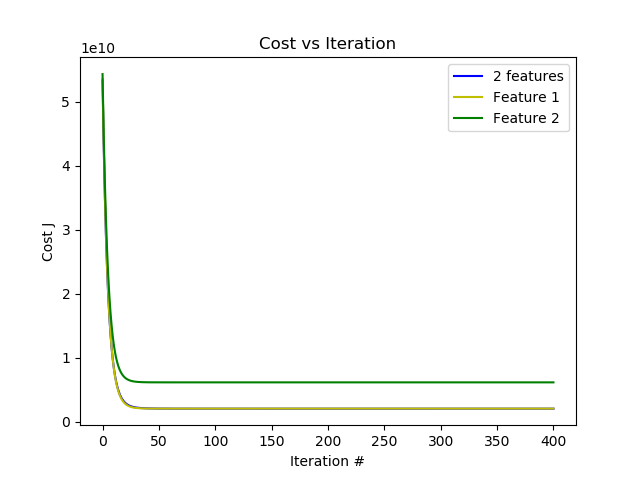 Cost vs Iteration
1e10
2 features
Feature 1
Feature 2
5
4
3
2
1
0
Cost J
0 50 100 150 200 250 300 350 400
Iteration #